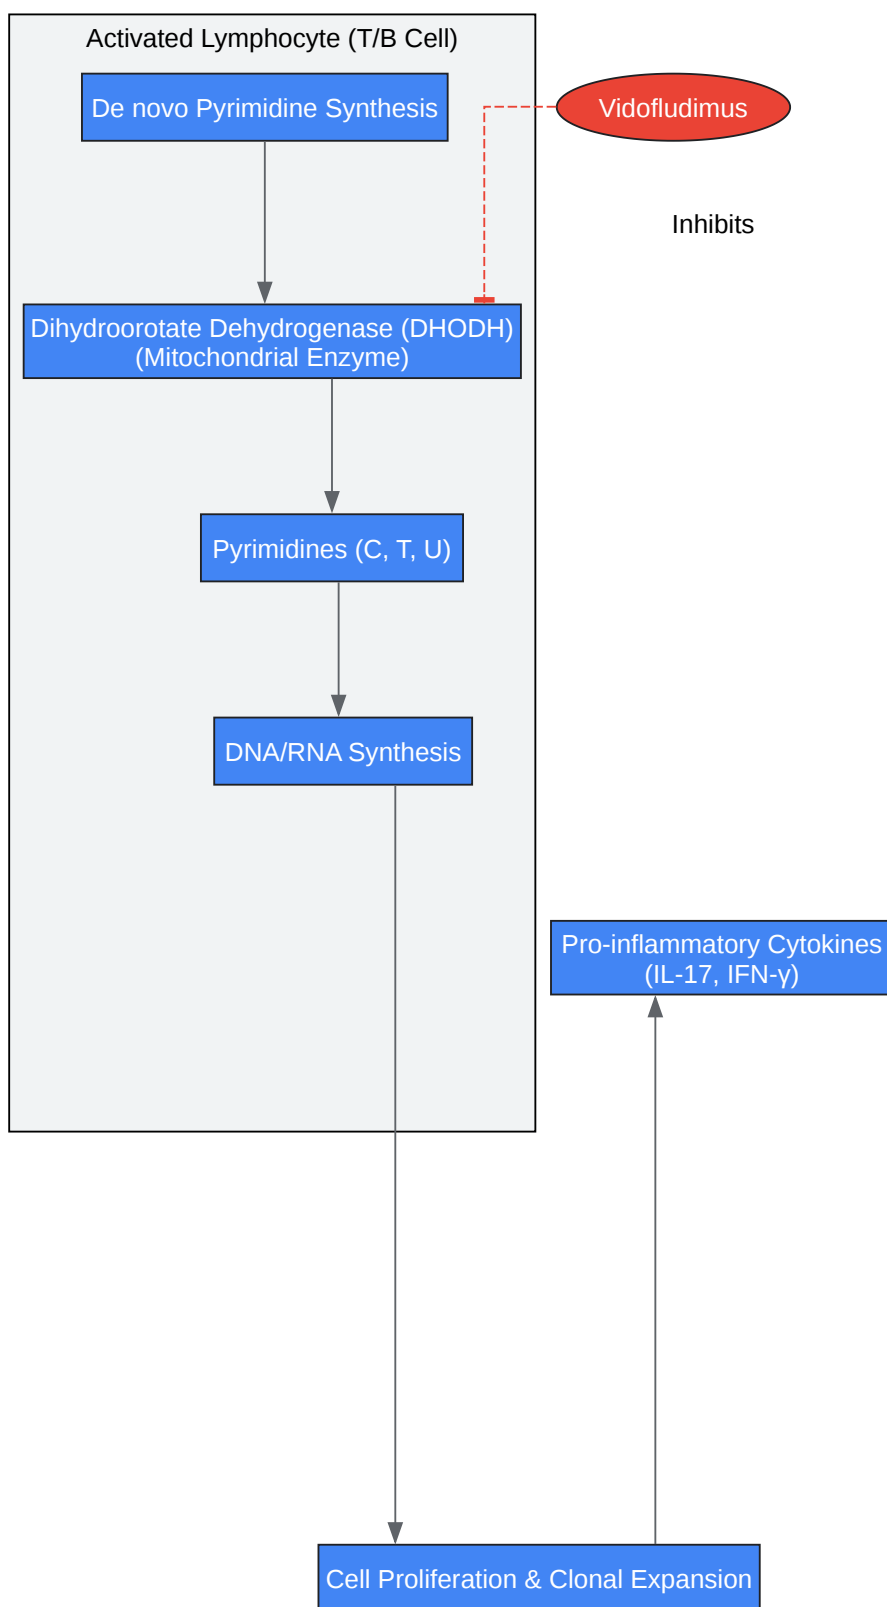 Activated Lymphocyte (T/B Cell)
De novo Pyrimidine Synthesis
Vidofludimus
Inhibits
Dihydroorotate Dehydrogenase (DHODH)
(Mitochondrial Enzyme)
Pyrimidines (C, T, U)
DNA/RNA Synthesis
Pro-inflammatory Cytokines
(IL-17, IFN-γ)
Cell Proliferation & Clonal Expansion